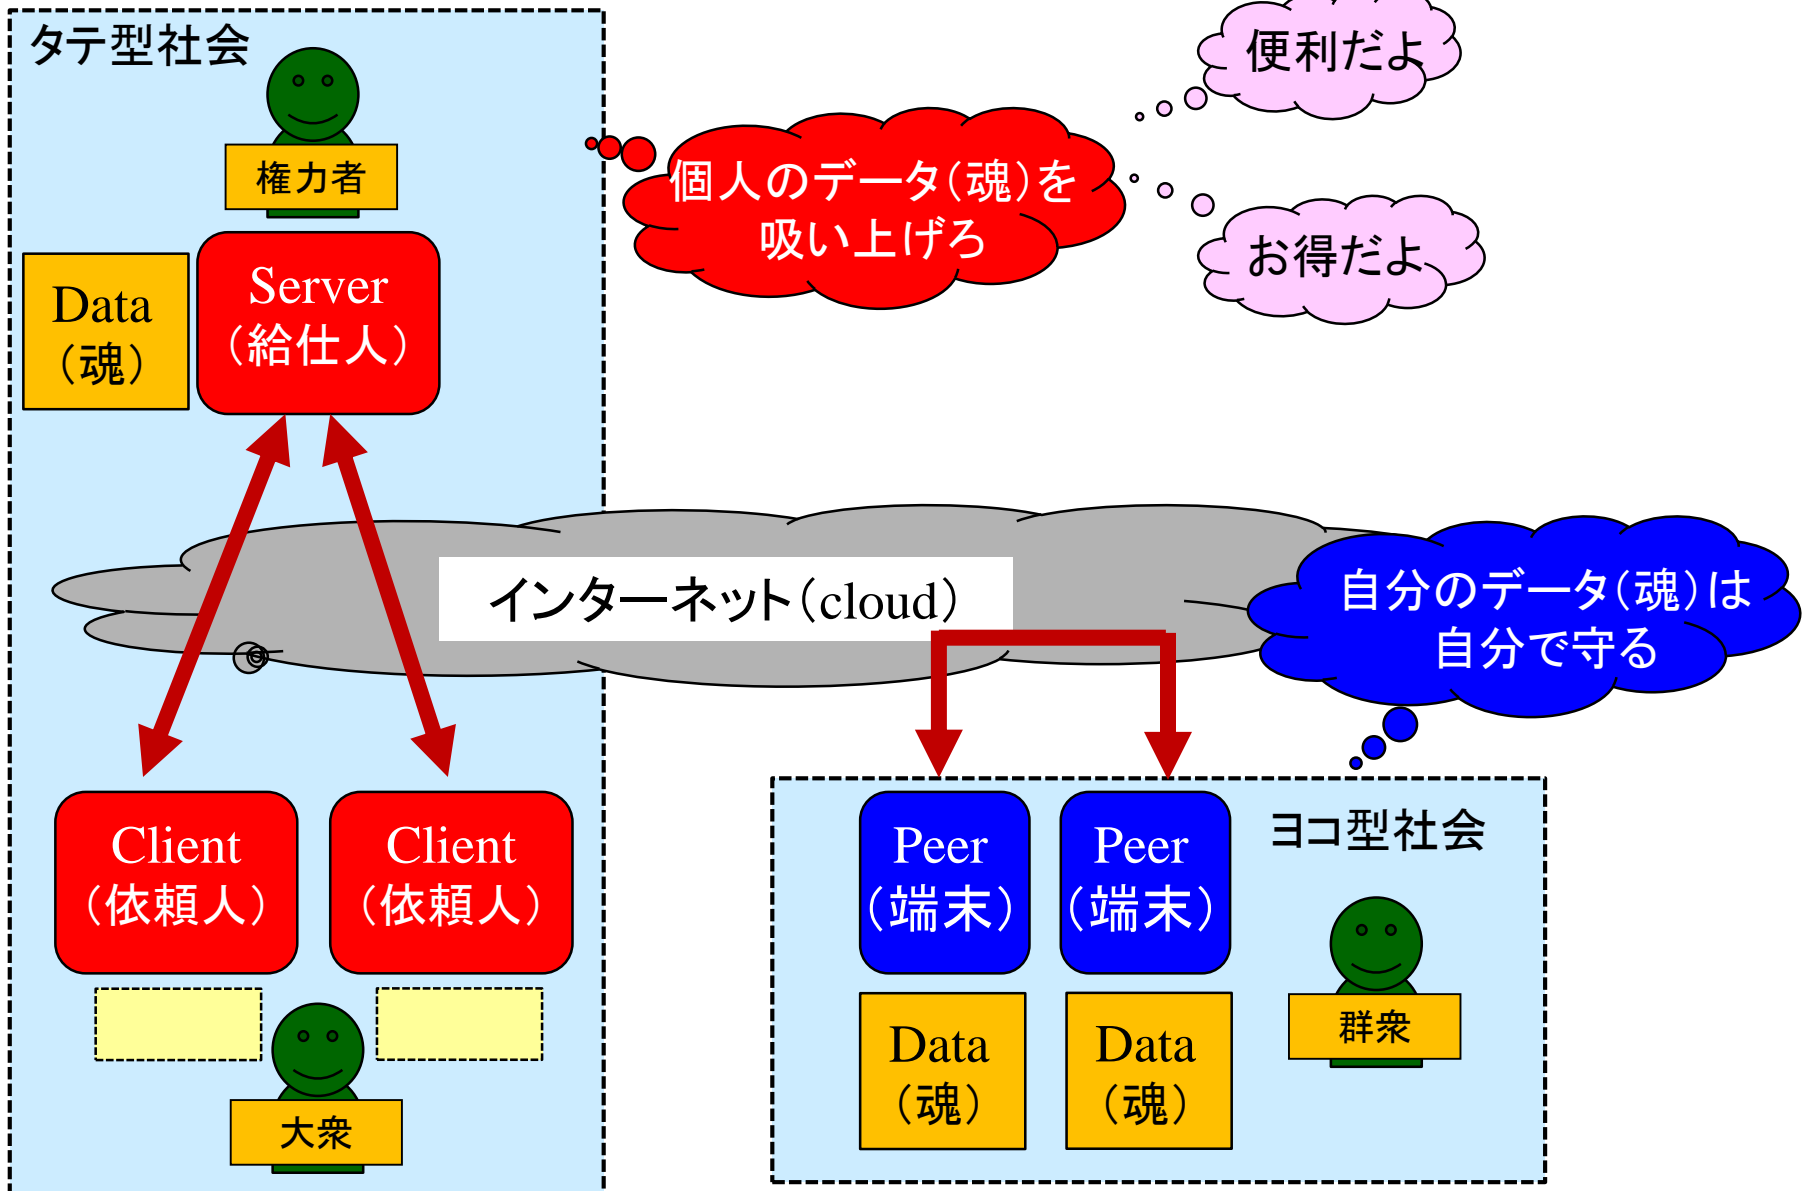 タテ型社会
権力者
Data
（魂）
Server
（給仕人）
個人のデータ（魂）を
吸い上げろ
便利だよ
お得だよ
インターネット（cloud）
自分のデータ（魂）は
自分で守る
Client
（依頼人）
Client
（依頼人）
大衆
ヨコ型社会
Peer
（端末）
Peer
（端末）
Data
（魂）
Data
（魂）
群衆